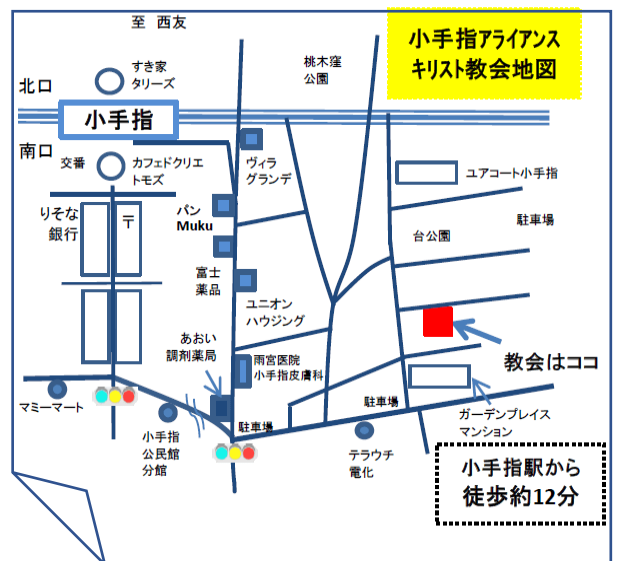 至 西友
小手指アライアンス
キリスト教会地図
桃木窪
公園
すき家
タリーズ
北口
小手指
南口
交番
カフェドクリエ
トモズ
ヴィラ
グランデ
ユアコート小手指
りそな
銀行
〒
パン
Muku
駐車場
台公園
富士
薬品
ユニオン
ハウジング
あおい
調剤薬局
雨宮医院
小手指皮膚科
教会はココ
マミーマート
小手指
公民館
分館
駐車場
駐車場
ガーデンプレイス
マンション
テラウチ
電化
小手指駅から
徒歩約12分